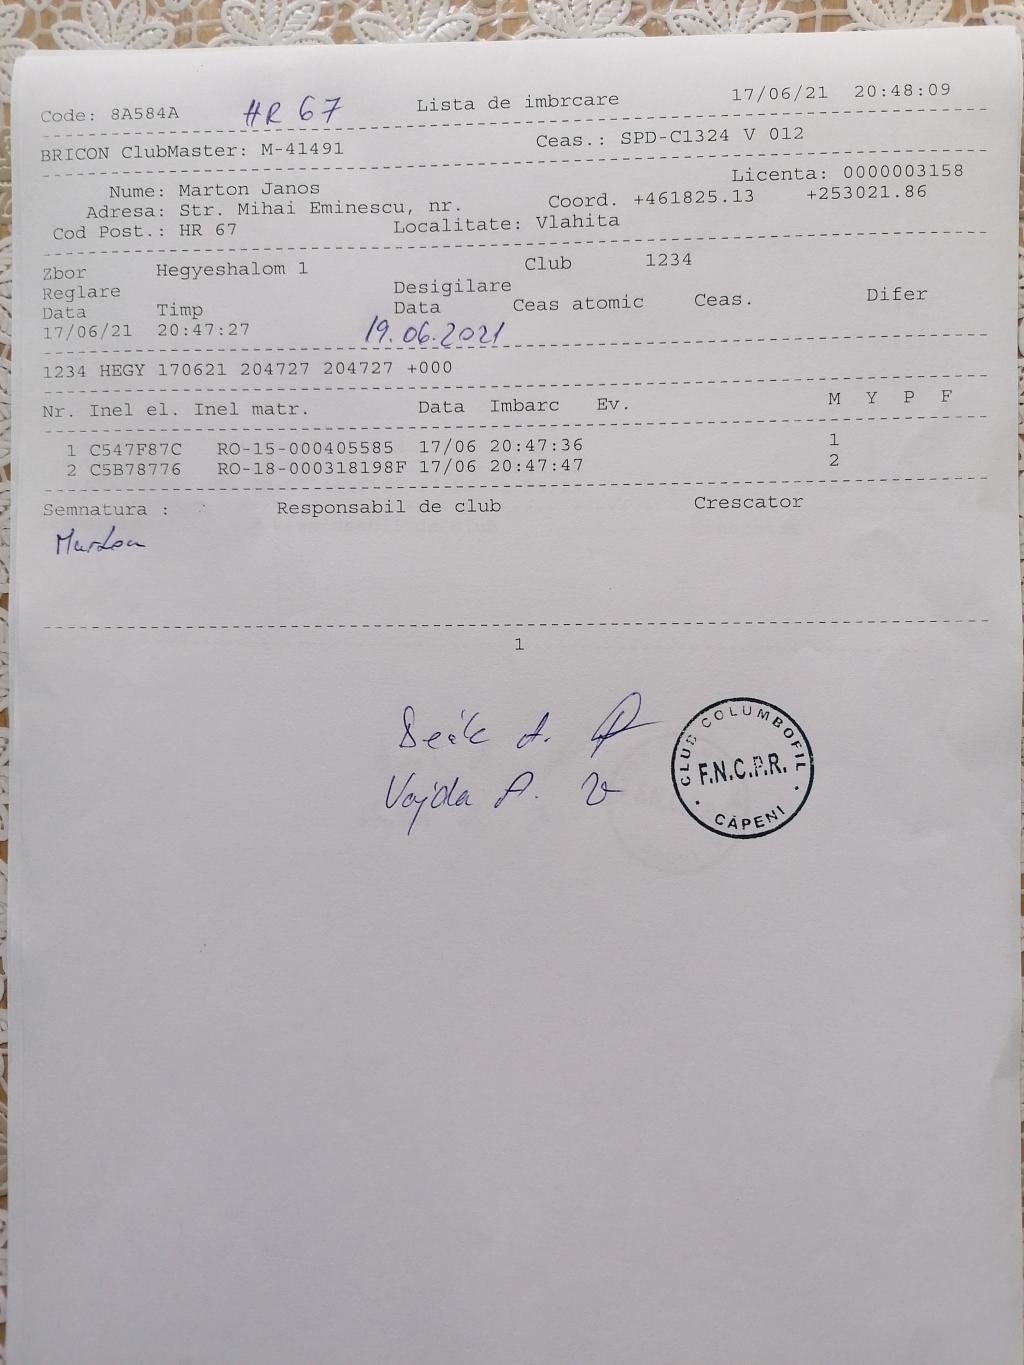 Code: 8A584A HR 67 Lista de imbrcare 17/06/21 20:48:09
BRICON ClubMaster: M-41491 Ceas.: SPD-C1324 V 012
Licenta: 0000003158
Nume: Marton Janos
Adresa: Str. Mihai Eminescu, nr. Coord. +461825.13 +253021.86
Cod Post.: HR 67 Localitate: Vlahita
Zbor Hegyeshalom 1 Club 1234
Reglare Desigilare
Data Timp Data Ceas atomic Ceas. Difer
17/06/21 20:47:27 19.06.2021
1234 HEGY 170621 204727 204727 +000
Nr. Inel el. Inel matr. Data Imbarc Ev. M Y P F
1 C547F87C RO-15-000405585 17/06 20:47:36 1
2 C5B78776 RO-18-000318198F 17/06 20:47:47 2
Semnatura : Responsabil de club Crescator
Marton
1
Deák A.
Vajda A.
CLUB COLUMBOFIL
F.N.C.P.R.
CĂPENI